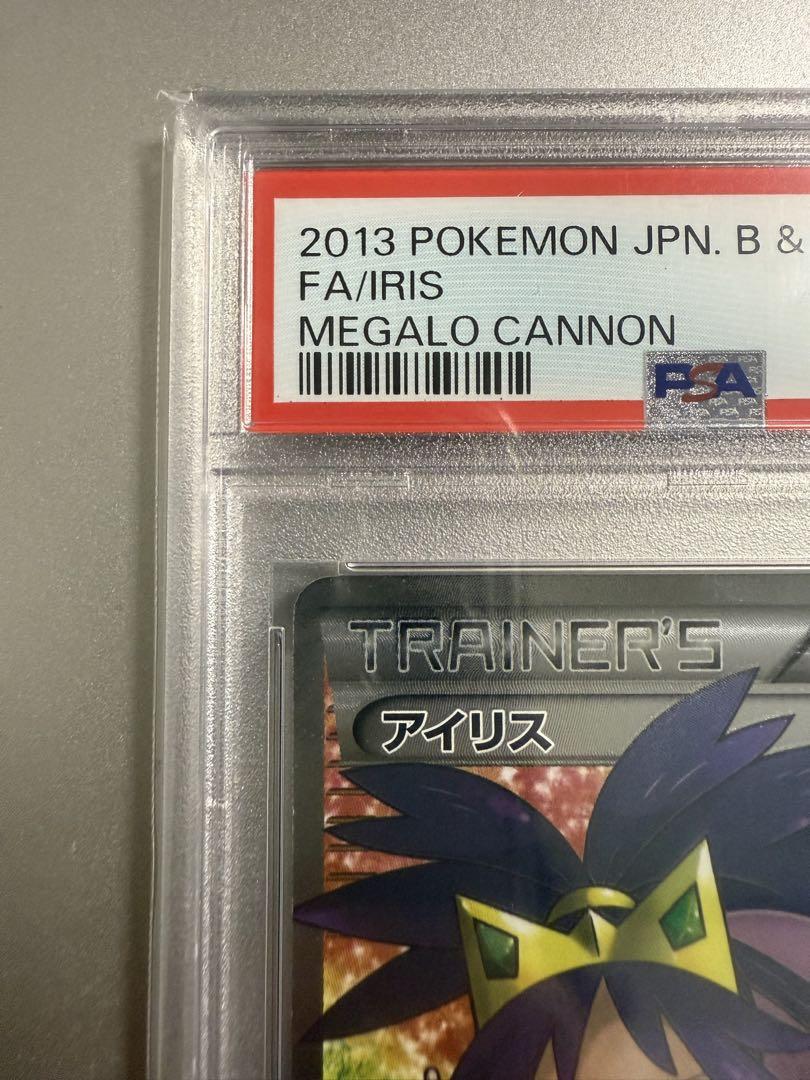 2013 POKEMON JPN. B &
FA/IRIS
MEGALO CANNON
PSA
TRAINER'S
アイリス